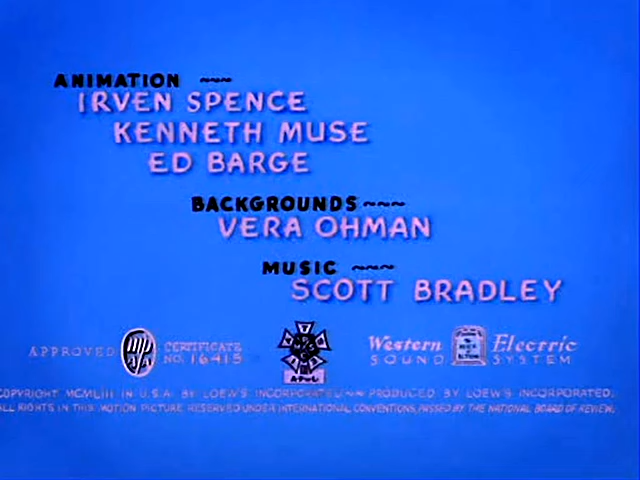 ANIMATION ~~~
IRVEN SPENCE
KENNETH MUSE
ED BARGE
BACKGROUNDS ~~~~
VERA OHMAN
MUSIC ~~~~
SCOTT BRADLEY
APPROVED MPPDA CERTIFICATE NO. 16415
Western Electric
SOUND SYSTEM
COPYRIGHT MCMLIII IN U.S.A. BY LOEW'S INCORPORATED PRODUCED BY LOEW'S INCORPORATED.
ALL RIGHTS IN THIS MOTION PICTURE RESERVED UNDER INTERNATIONAL CONVENTIONS, PASSED BY THE NATIONAL BOARD OF REVIEW.